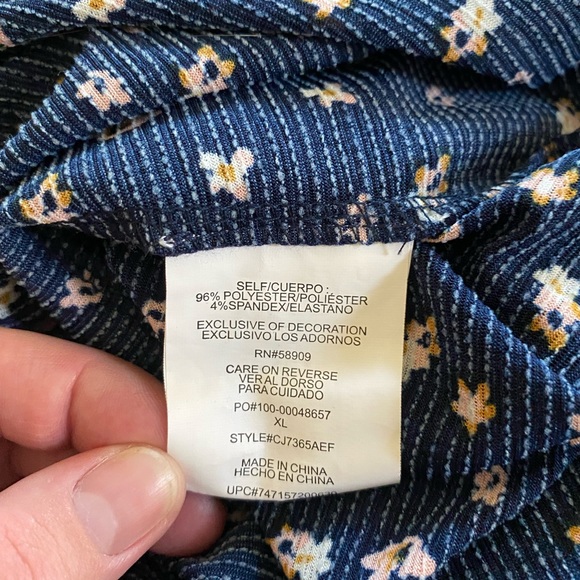 SELF/CUERPO :
96% POLYESTER/POLIÉSTER
4%SPANDEX/ELASTANO
EXCLUSIVE OF DECORATION
EXCLUSIVO LOS ADORNOS
RN#58909
CARE ON REVERSE
VER AL DORSO
PARA CUIDADO
PO#100-00048657
XL
STYLE#CJ7365AEF
MADE IN CHINA
HECHO EN CHINA